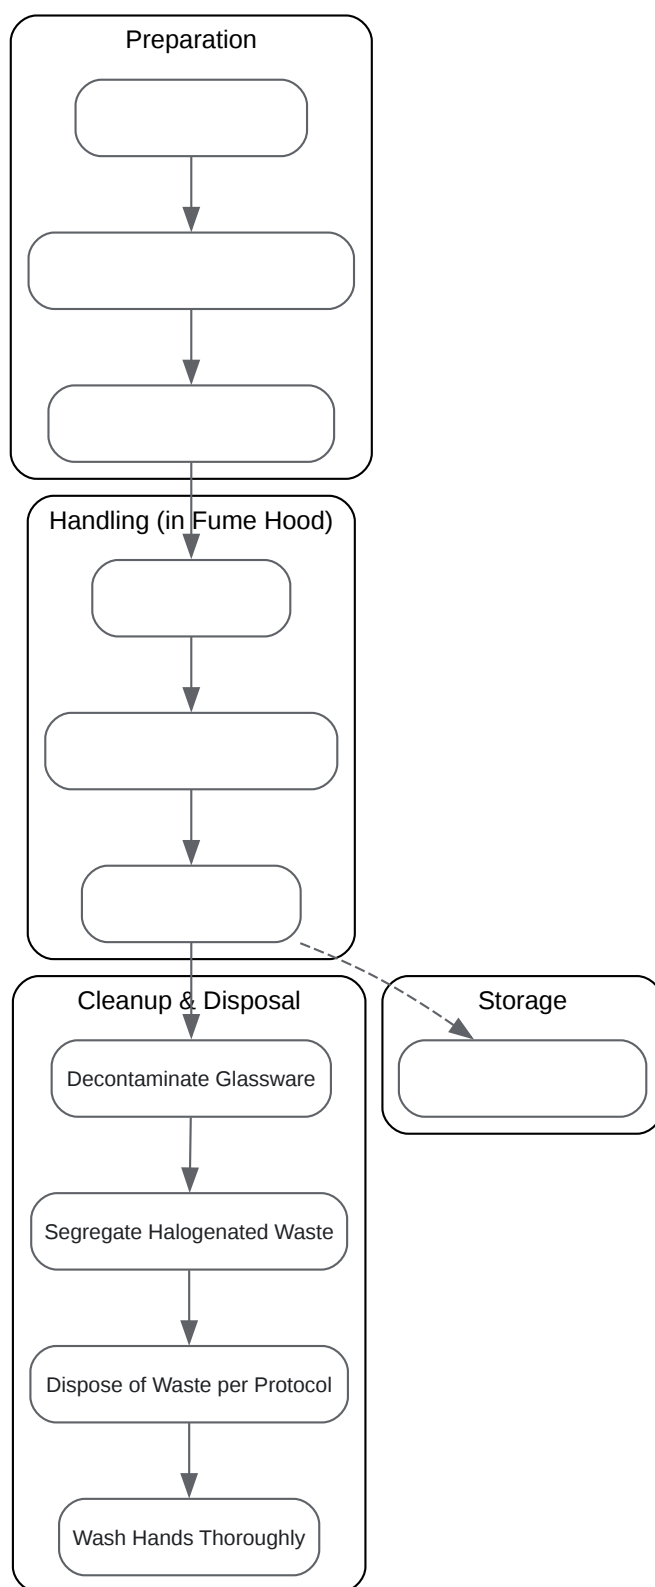 Preparation
Handling (in Fume Hood)
Cleanup & Disposal
Storage
Decontaminate Glassware
Segregate Halogenated Waste
Dispose of Waste per Protocol
Wash Hands Thoroughly